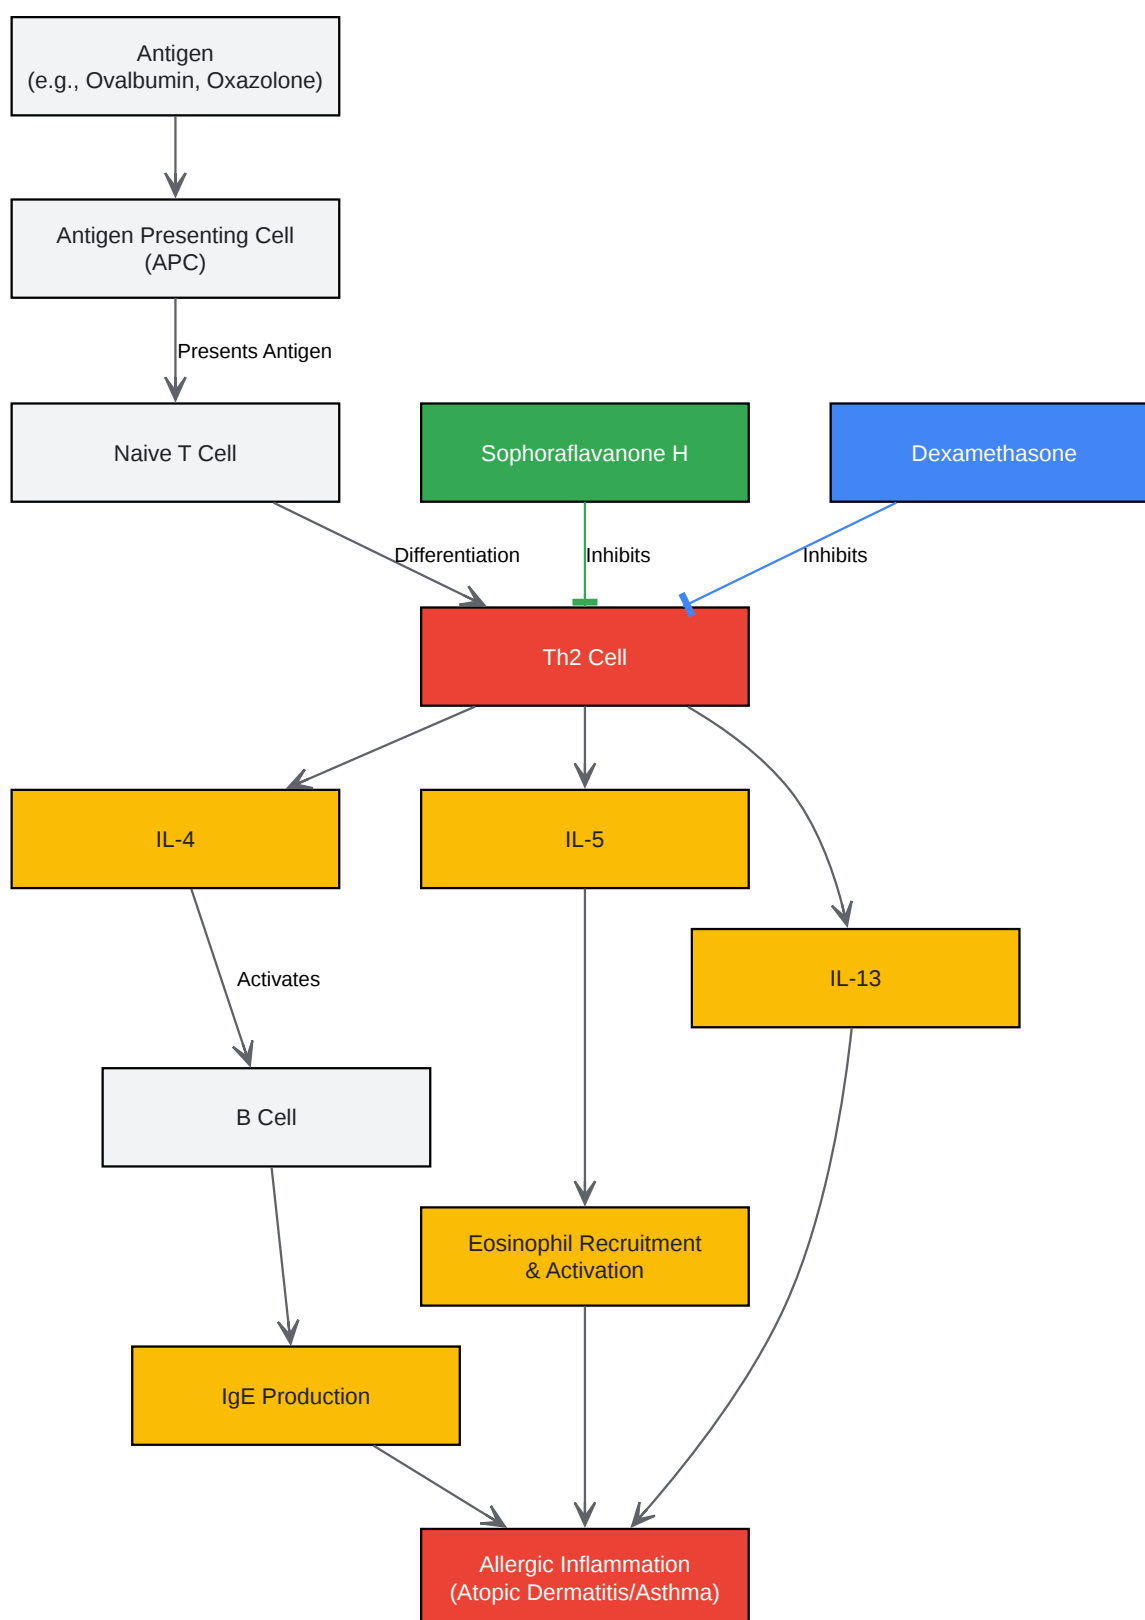 Antigen
(e.g., Ovalbumin, Oxazolone)
Antigen Presenting Cell
(APC)
Presents Antigen
Naive T Cell
Sophoraflavanone H
Dexamethasone
Differentiation
Inhibits
Inhibits
Th2 Cell
IL-4
IL-5
IL-13
Activates
B Cell
Eosinophil Recruitment
& Activation
IgE Production
Allergic Inflammation
(Atopic Dermatitis/Asthma)